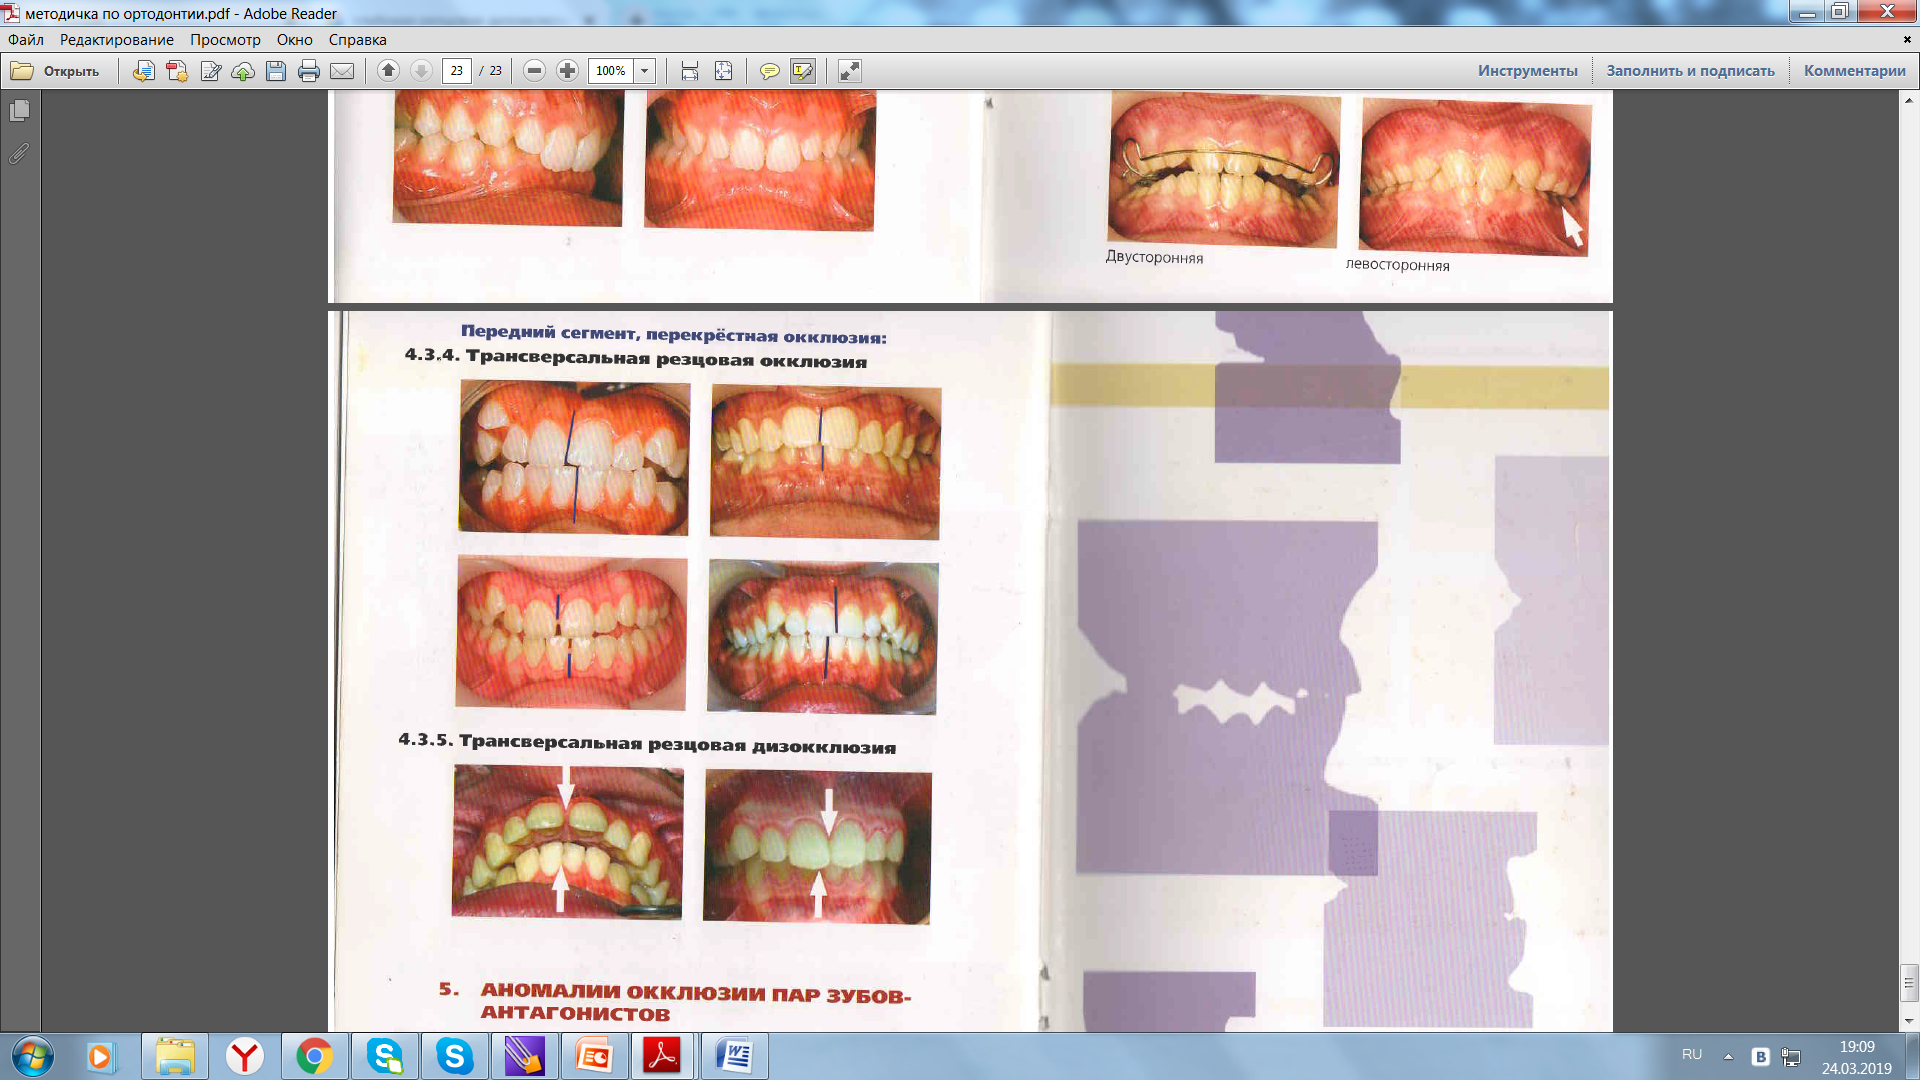 методичка по ортодонтии.pdf - Adobe Reader
Файл Редактирование Просмотр Окно Справка
Открыть 23 / 23 100% Инструменты Заполнить и подписать Комментарии
Двусторонняя
левосторонняя
Передний сегмент, перекрёстная окклюзия:
4.3.4. Трансверсальная резцовая окклюзия
4.3.5. Трансверсальная резцовая дизокклюзия
5. АНОМАЛИИ ОККЛЮЗИИ ПАР ЗУБОВ-
АНТАГОНИСТОВ
RU
19:09
24.03.2019